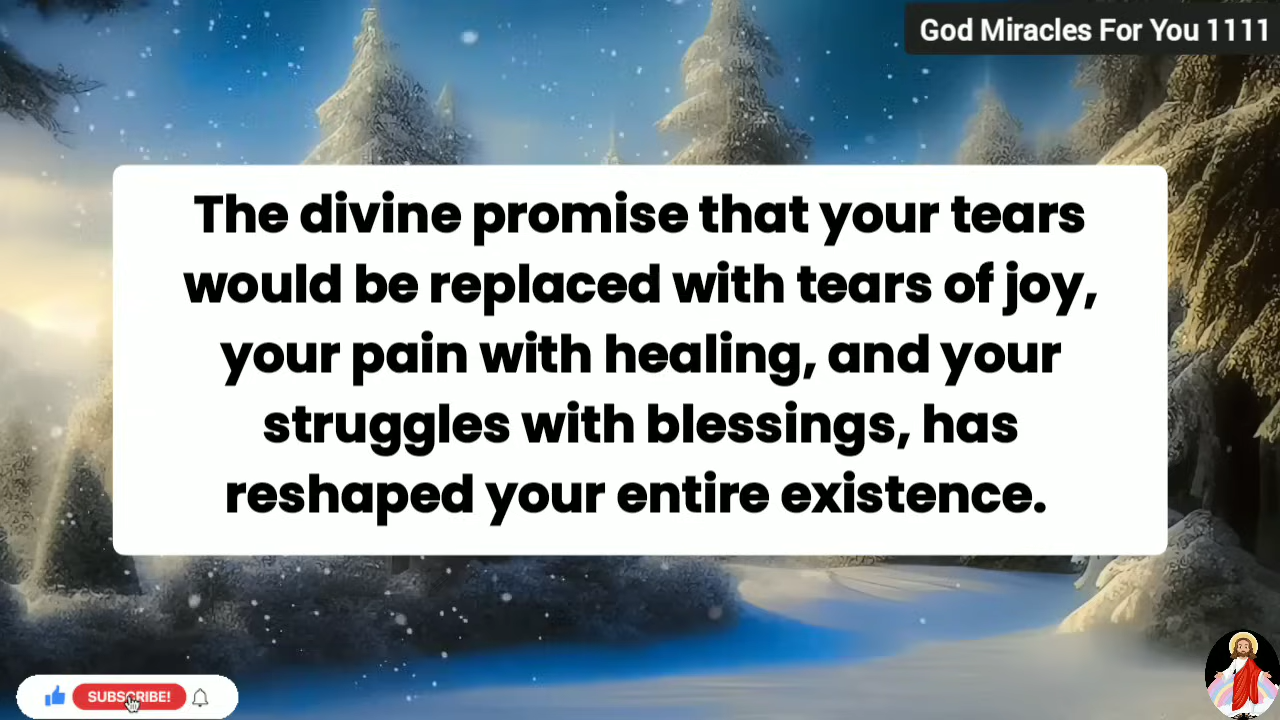 God Miracles For You 1111
The divine promise that your tears
would be replaced with tears of joy,
your pain with healing, and your
struggles with blessings, has
reshaped your entire existence.
SUBSCRIBE!